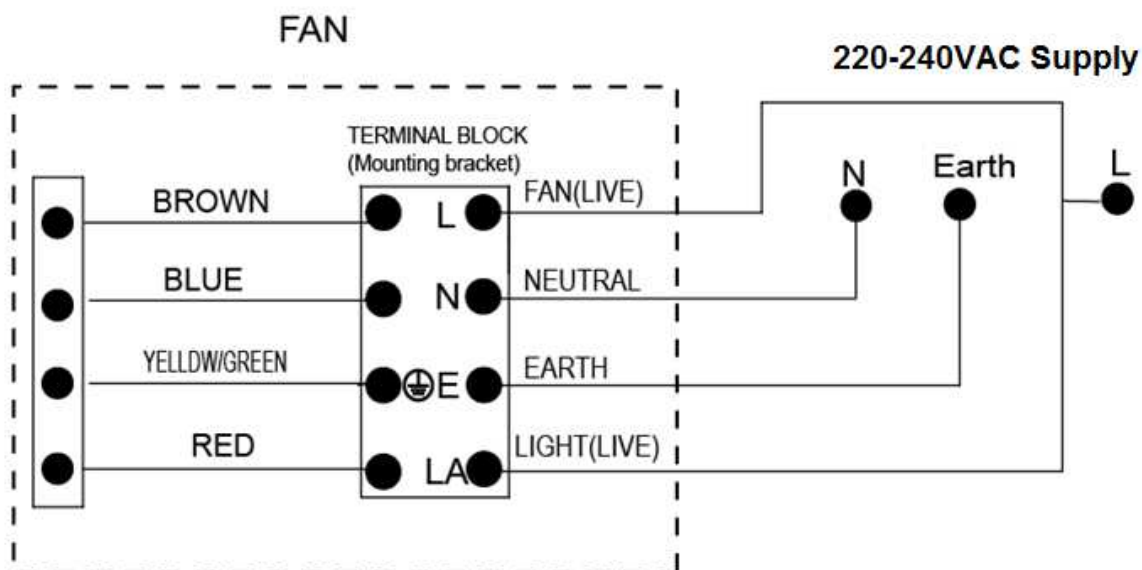 FAN
220-240VAC Supply
TERMINAL BLOCK
(Mounting bracket)
BROWN
L
FAN(LIVE)
N
Earth
L
BLUE
N
NEUTRAL
YELLDW/GREEN
E
EARTH
RED
LA
LIGHT(LIVE)